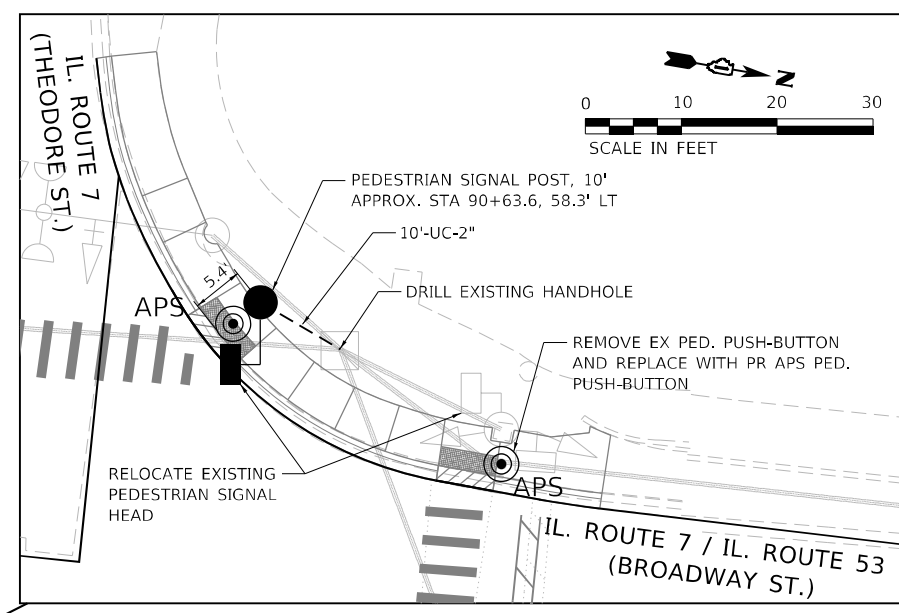 IL. ROUTE 7
(THEODORE ST.)
N
0 10 20 30
SCALE IN FEET
PEDESTRIAN SIGNAL POST, 10'
APPROX. STA 90+63.6, 58.3' LT
10'-UC-2"
5.4'
APS
DRILL EXISTING HANDHOLE
REMOVE EX PED. PUSH-BUTTON
AND REPLACE WITH PR APS PED.
PUSH-BUTTON
RELOCATE EXISTING
PEDESTRIAN SIGNAL
HEAD
APS
IL. ROUTE 7 / IL. ROUTE 53
(BROADWAY ST.)